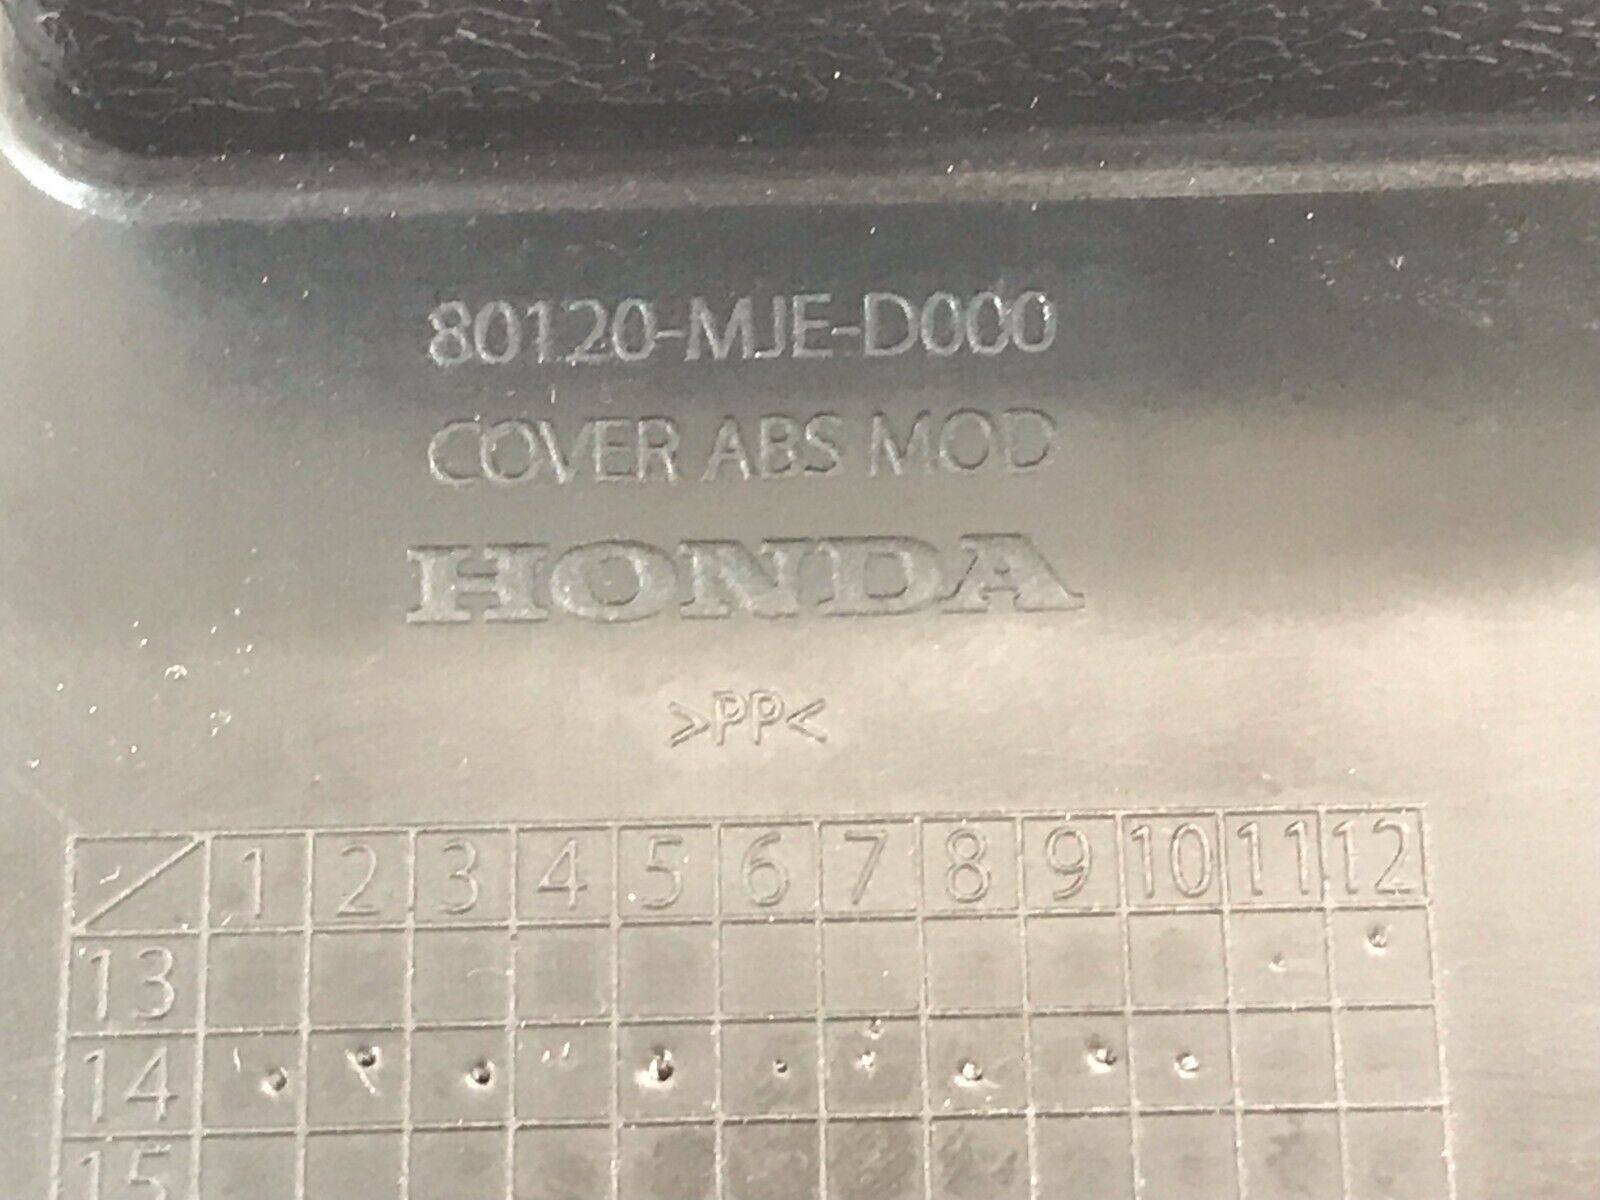 80120-MJE-D000
COVER ABS MOD
HONDA
>PP<
1 2 3 4 5 6 7 8 9 10 11 12
13
14
15